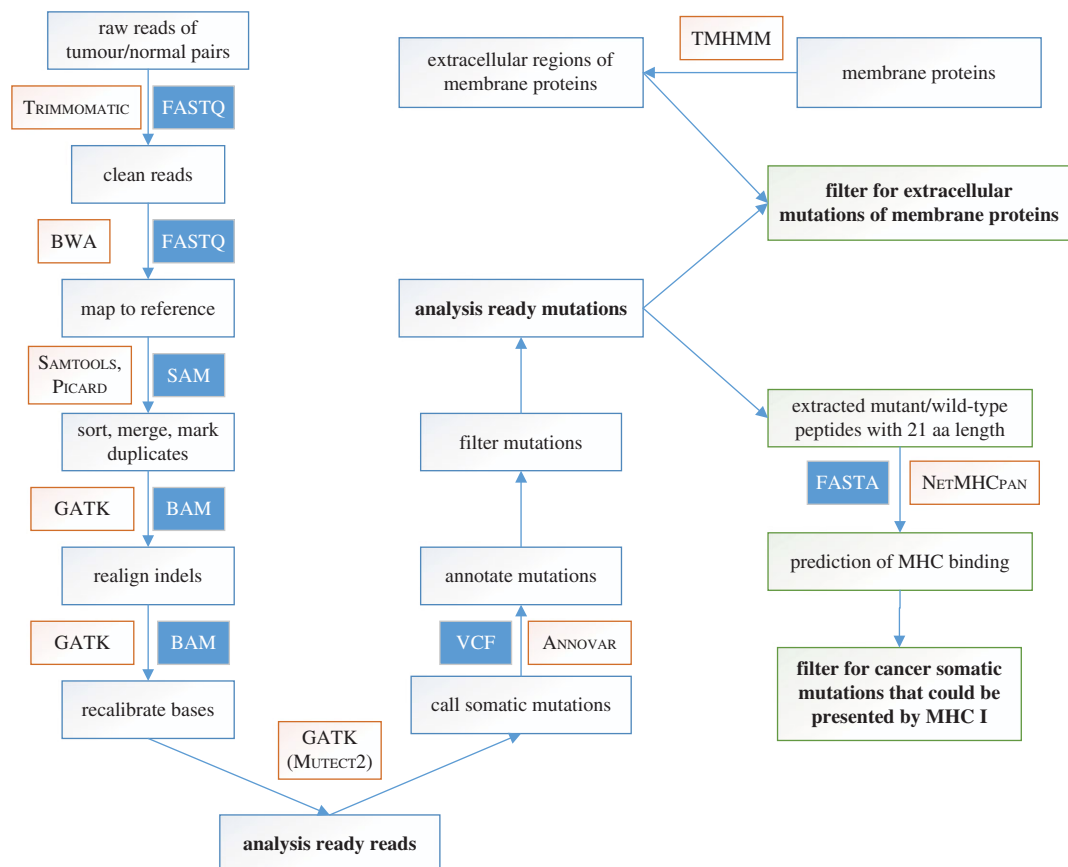 raw reads of
tumour/normal pairs
TRIMMOMATIC
FASTQ
clean reads
BWA
FASTQ
map to reference
SAMTOOLS,
PICARD
SAM
sort, merge, mark
duplicates
GATK
BAM
realign indels
GATK
BAM
recalibrate bases
analysis ready reads
GATK
(MUTECT2)
call somatic mutations
VCF
ANNOVAR
annotate mutations
filter mutations
analysis ready mutations
extracellular regions of
membrane proteins
TMHMM
membrane proteins
filter for extracellular
mutations of membrane proteins
extracted mutant/wild-type
peptides with 21 aa length
FASTA
NETMHCPAN
prediction of MHC binding
filter for cancer somatic
mutations that could be
presented by MHC I